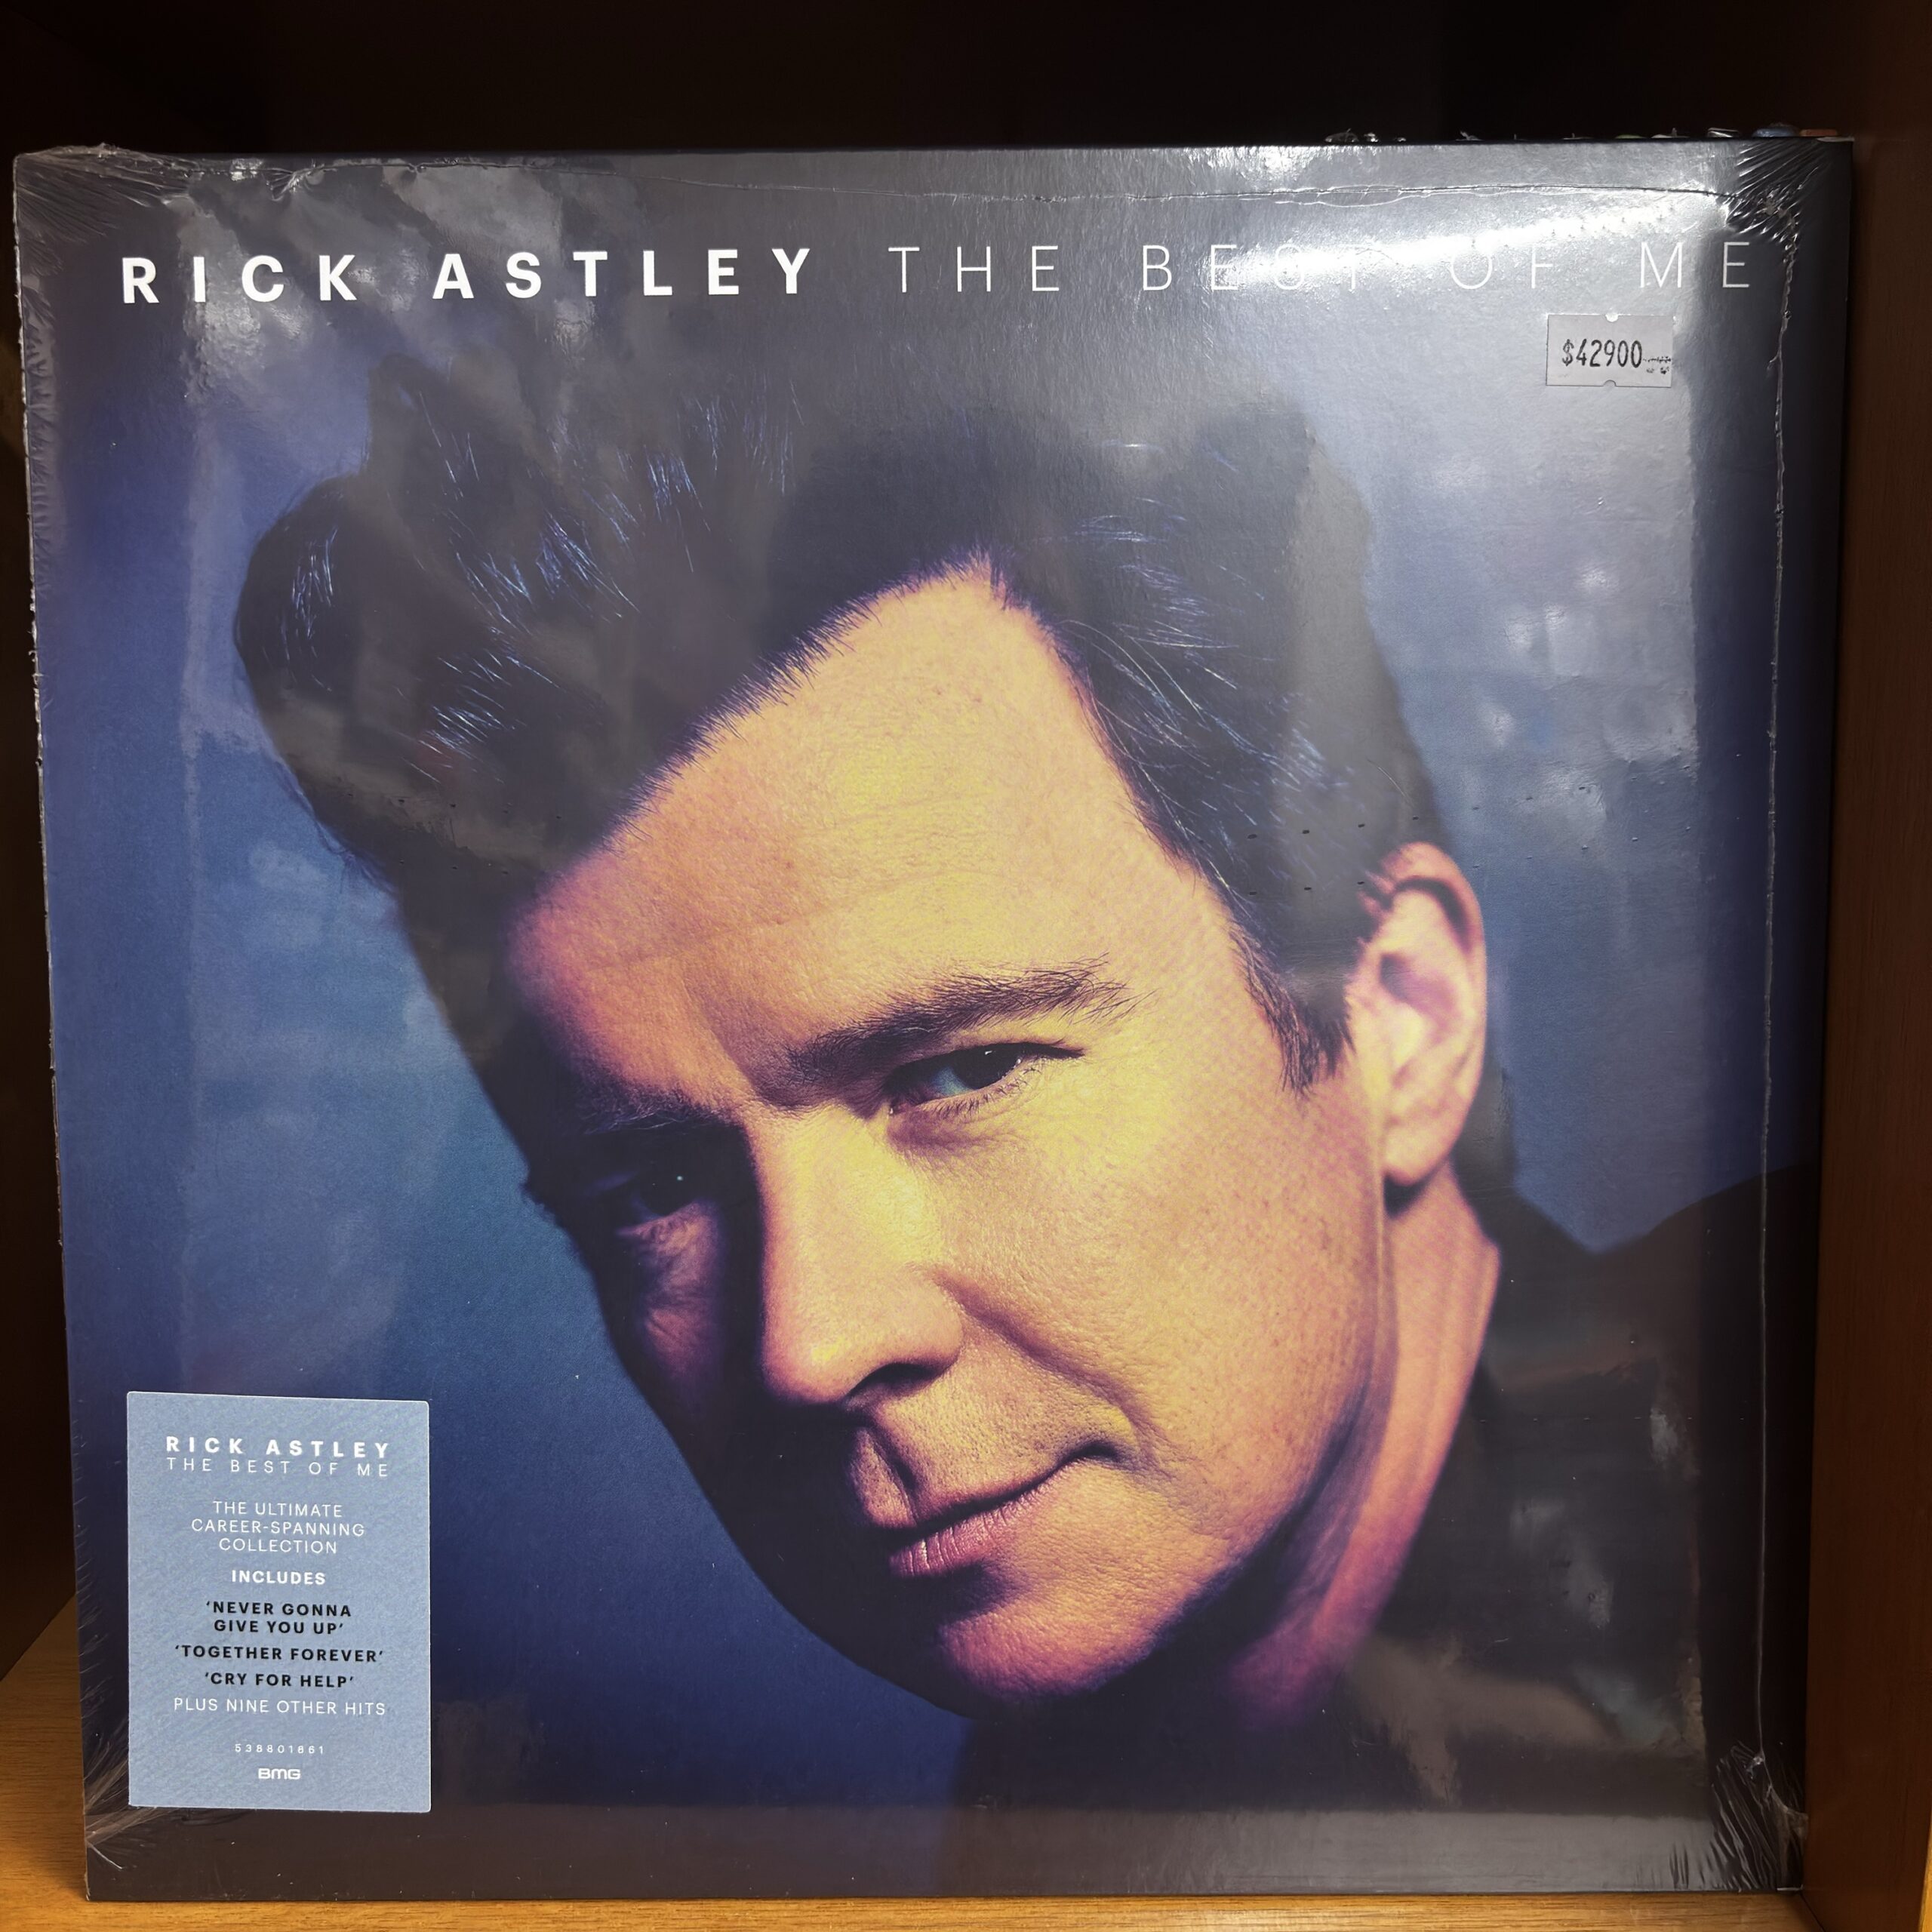 RICK ASTLEY THE BEST OF ME
$42900
RICK ASTLEY
THE BEST OF ME
THE ULTIMATE
CAREER-SPANNING
COLLECTION
INCLUDES
‘NEVER GONNA
GIVE YOU UP’
‘TOGETHER FOREVER’
‘CRY FOR HELP’
PLUS NINE OTHER HITS
538801861
BMG